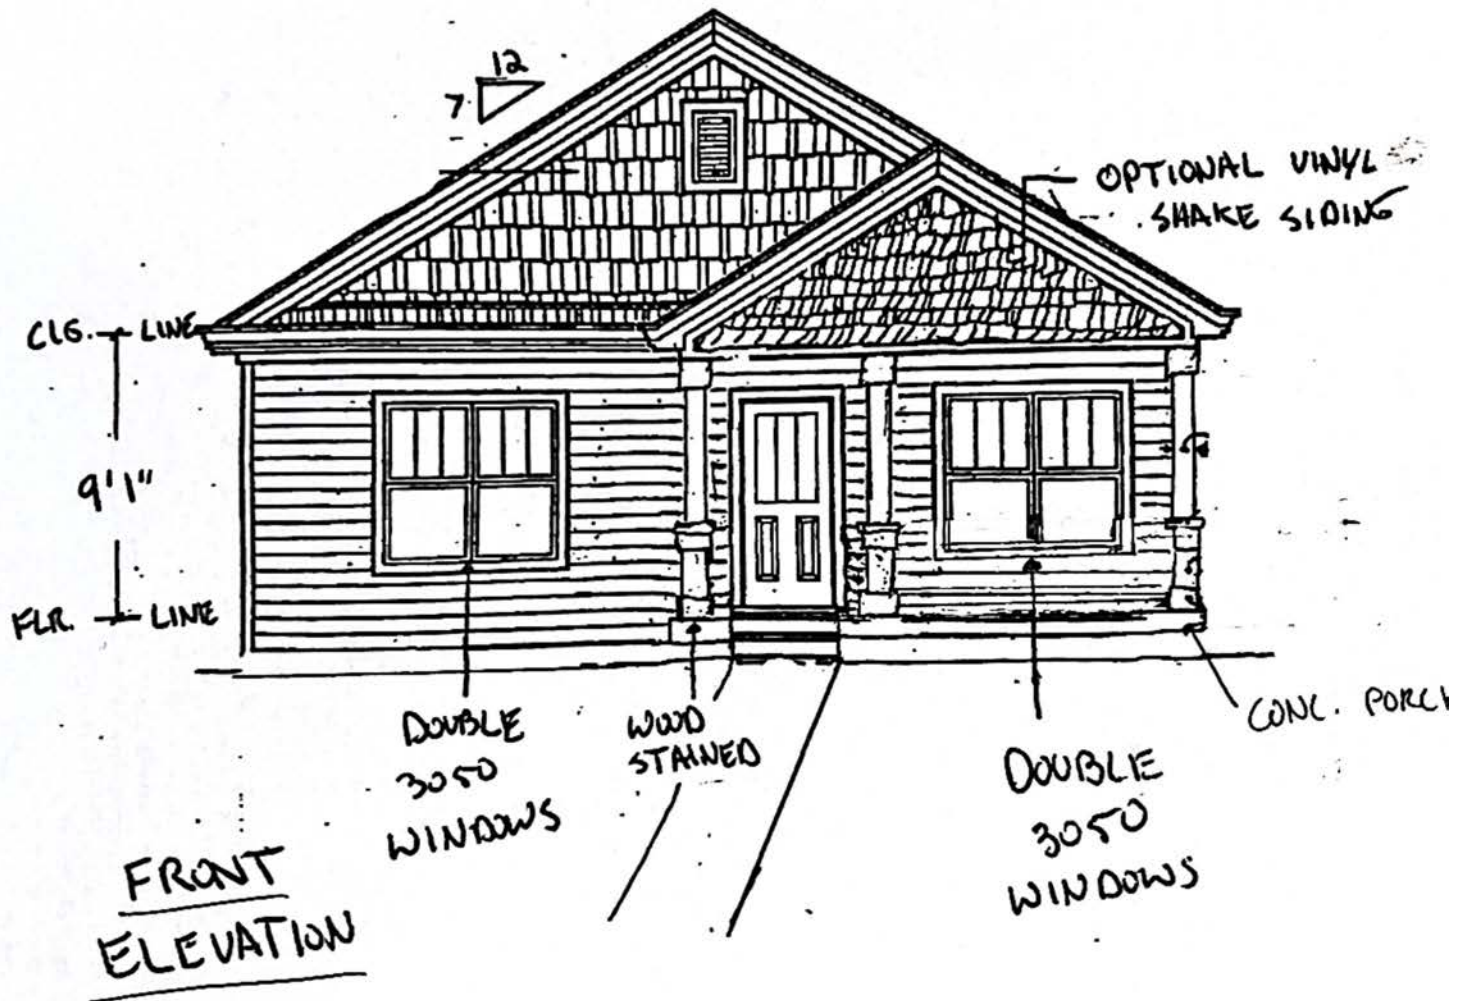 12
7
OPTIONAL VINYL
SHAKE SIDING
CLG. LINE
9'1"
FLR. LINE
DOUBLE
3050
WINDOWS
WOOD
STAINED
DOUBLE
3050
WINDOWS
CONC. PORCH
FRONT
ELEVATION